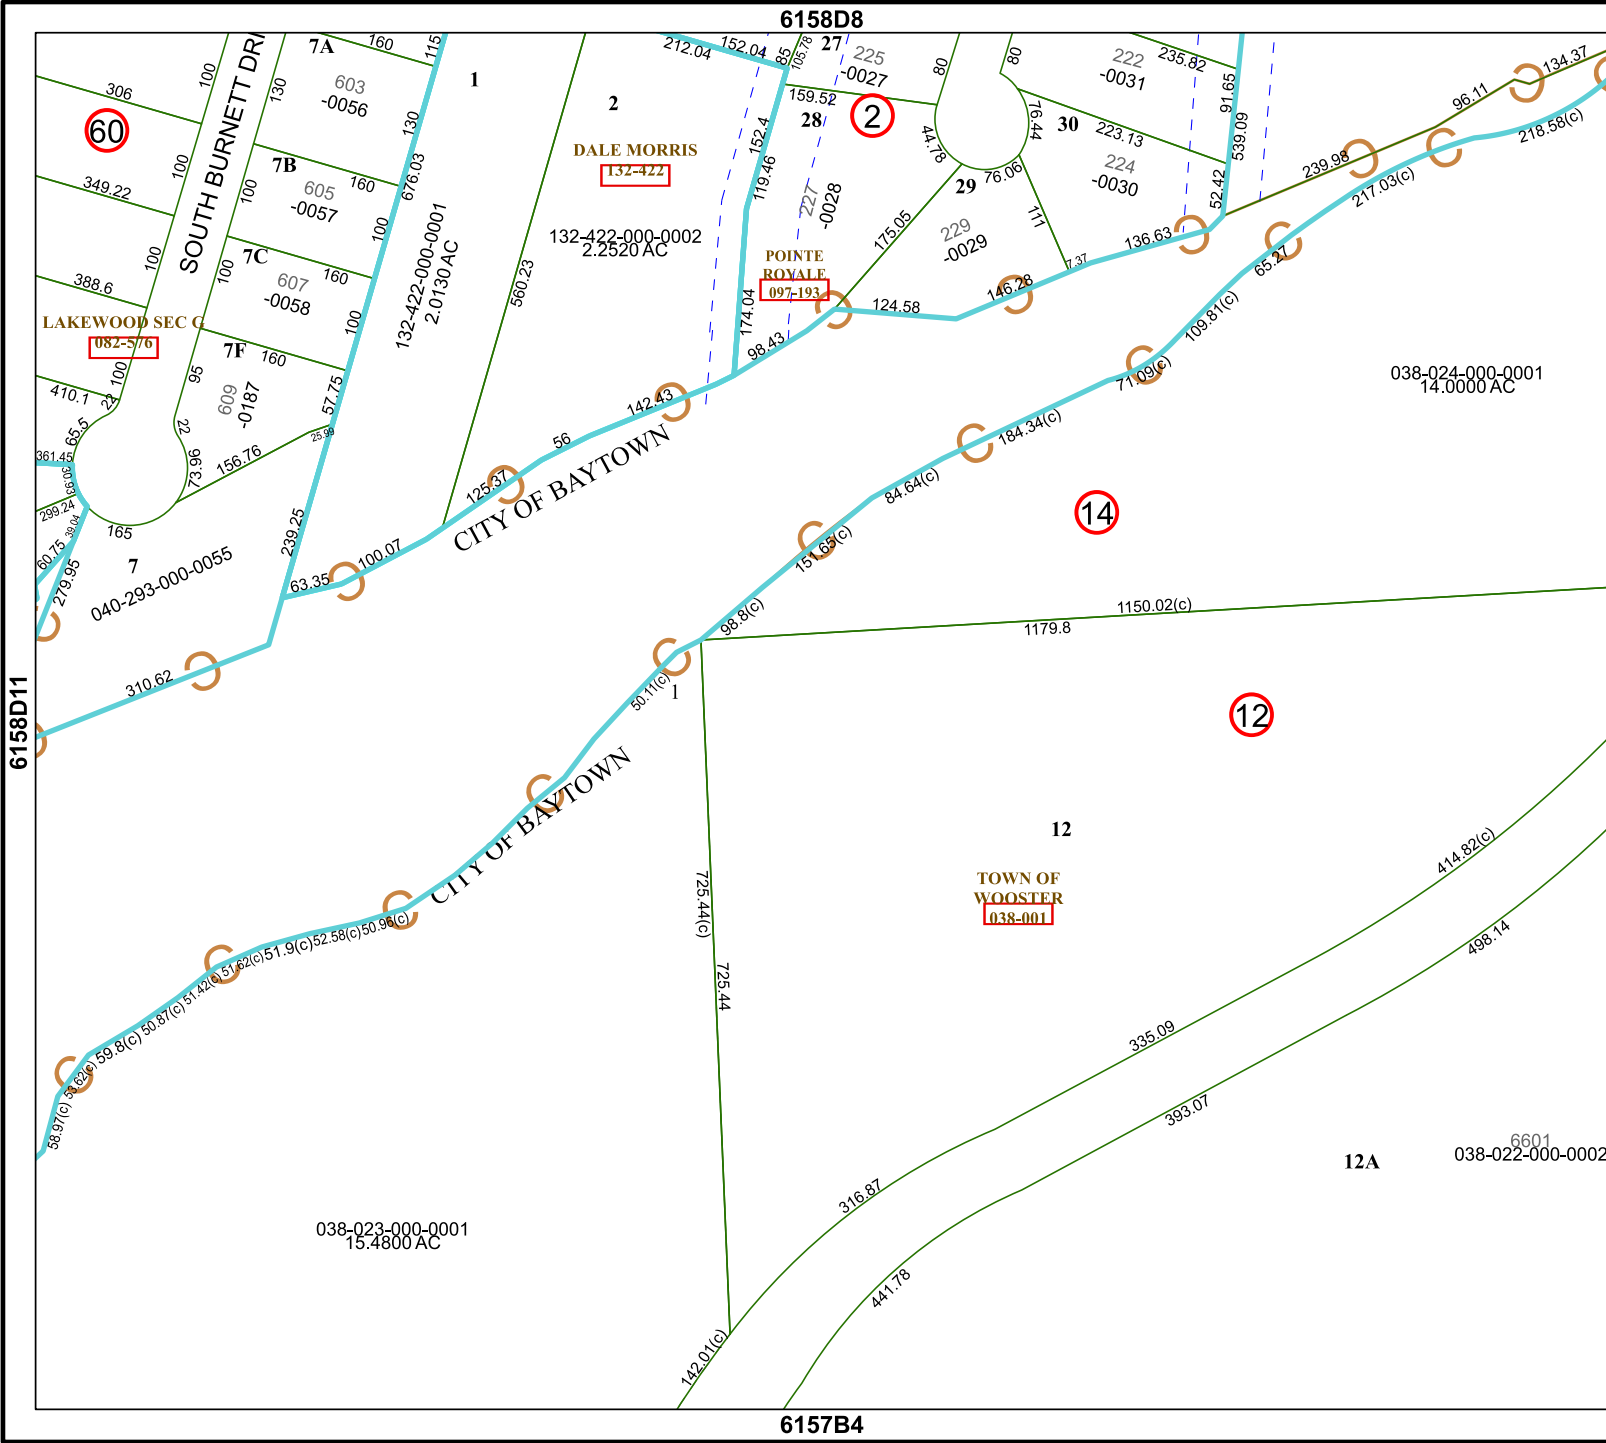 6158D8
6158D11
6157B4
SOUTH BURNETT DRI
7A
160
115
603
-0056
130
100
306
60
100
349.22
100
388.6
LAKEWOOD SEC G
082-576
100
410.1
22
65.5
361.45
30.93
299.24
39.04
60.75
279.95
165
7
040-293-000-0055
7B
605
-0057
160
100
7C
607
-0058
160
100
7F
609
-0187
160
95
22
73.96
156.76
25.99
57.75
100
100
130
676.03
239.25
310.62
63.35
100.07
125.37
56
142.43
98.43
CITY OF BAYTOWN
1
132-422-000-0001
2.0130 AC
560.23
2
DALE MORRIS
132-422
132-422-000-0002
2.2520 AC
212.04
152.04
85
105.78
27
225
-0027
159.52
28
2
152.4
119.46
174.04
227
-0028
POINTE
ROYALE
097-193
80
80
44.78
76.44
76.06
29
229
-0029
175.05
111
7.37
124.58
146.28
136.63
222
-0031
235.82
30
223.13
224
-0030
91.65
539.09
52.42
239.98
96.11
134.37
218.58(c)
217.03(c)
65.27
109.81(c)
71.09(c)
184.34(c)
84.64(c)
151.65(c)
98.8(c)
50.11(c)
1
038-024-000-0001
14.0000 AC
14
1150.02(c)
1179.8
12
12
TOWN OF
WOOSTER
038-001
CITY OF BAYTOWN
725.44(c)
725.44
50.96(c)
52.58(c)
51.9(c)
51.62(c)
51.42(c)
50.87(c)
59.8(c)
53.62(c)
58.97(c)
038-023-000-0001
15.4800 AC
414.82(c)
498.14
335.09
393.07
316.87
441.78
142.01(c)
12A
6601
038-022-000-0002